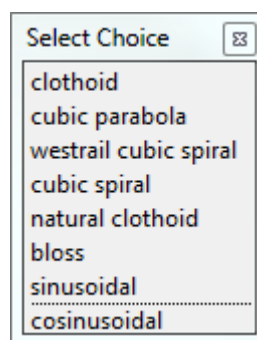 Select Choice
clothoid
cubic parabola
westrail cubic spiral
cubic spiral
natural clothoid
bloss
sinusoidal
cosinusoidal